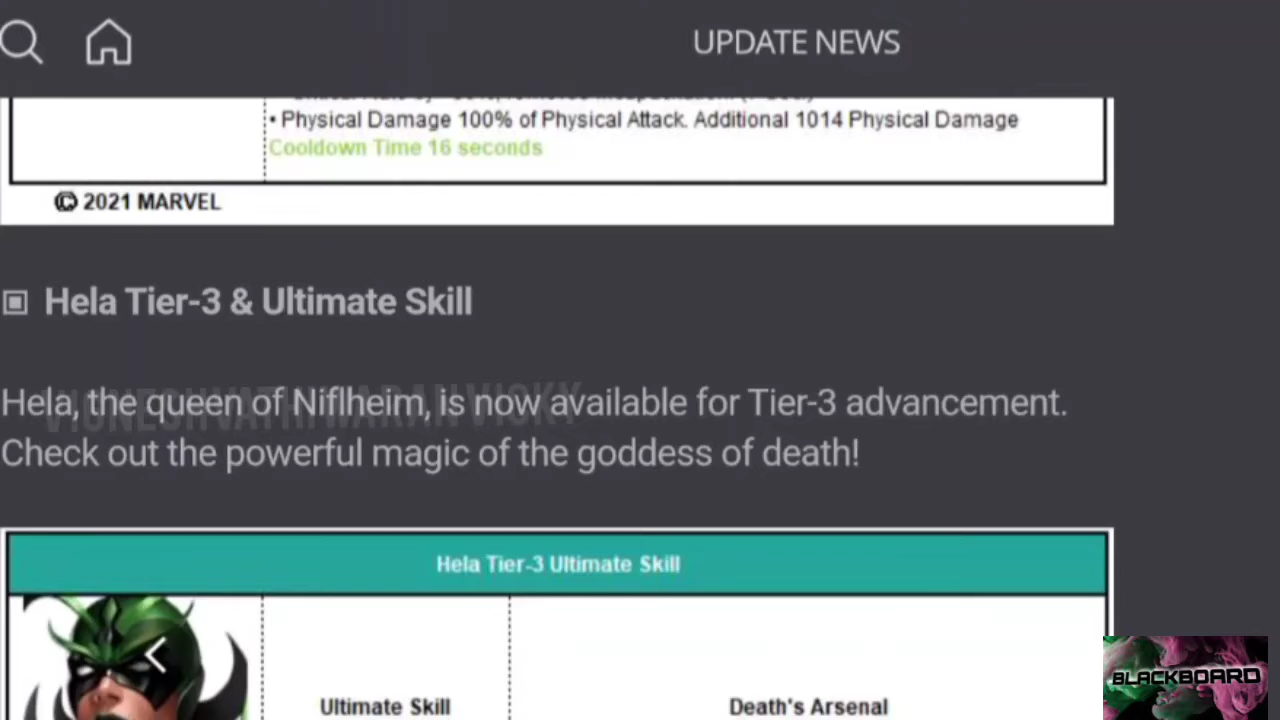 UPDATE NEWS
• Physical Damage 100% of Physical Attack. Additional 1014 Physical Damage
Cooldown Time 16 seconds
© 2021 MARVEL
Hela Tier-3 & Ultimate Skill
Hela, the queen of Niflheim, is now available for Tier-3 advancement.
Check out the powerful magic of the goddess of death!
Hela Tier-3 Ultimate Skill
Ultimate Skill
Death's Arsenal
BLACKBOARD